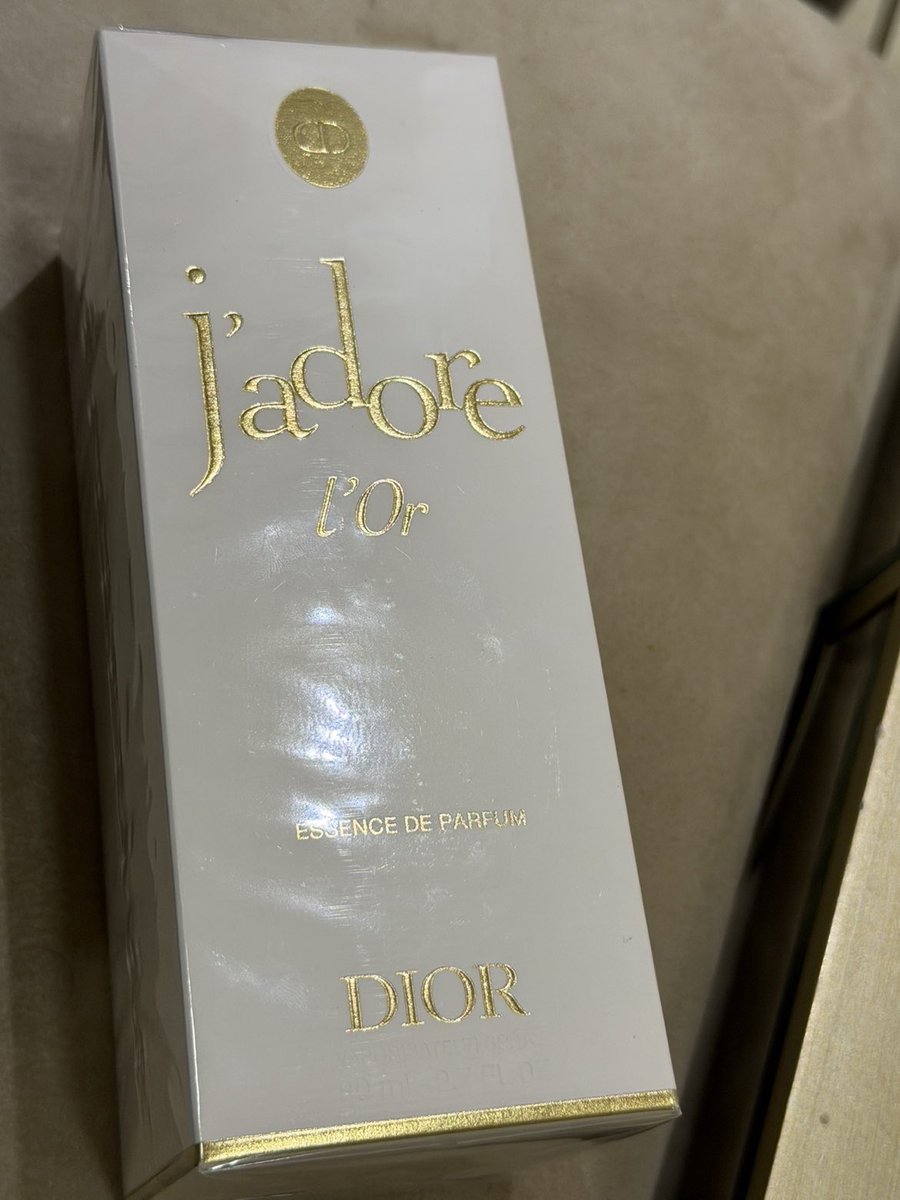 j'adore
l'Or
ESSENCE DE PARFUM
DIOR